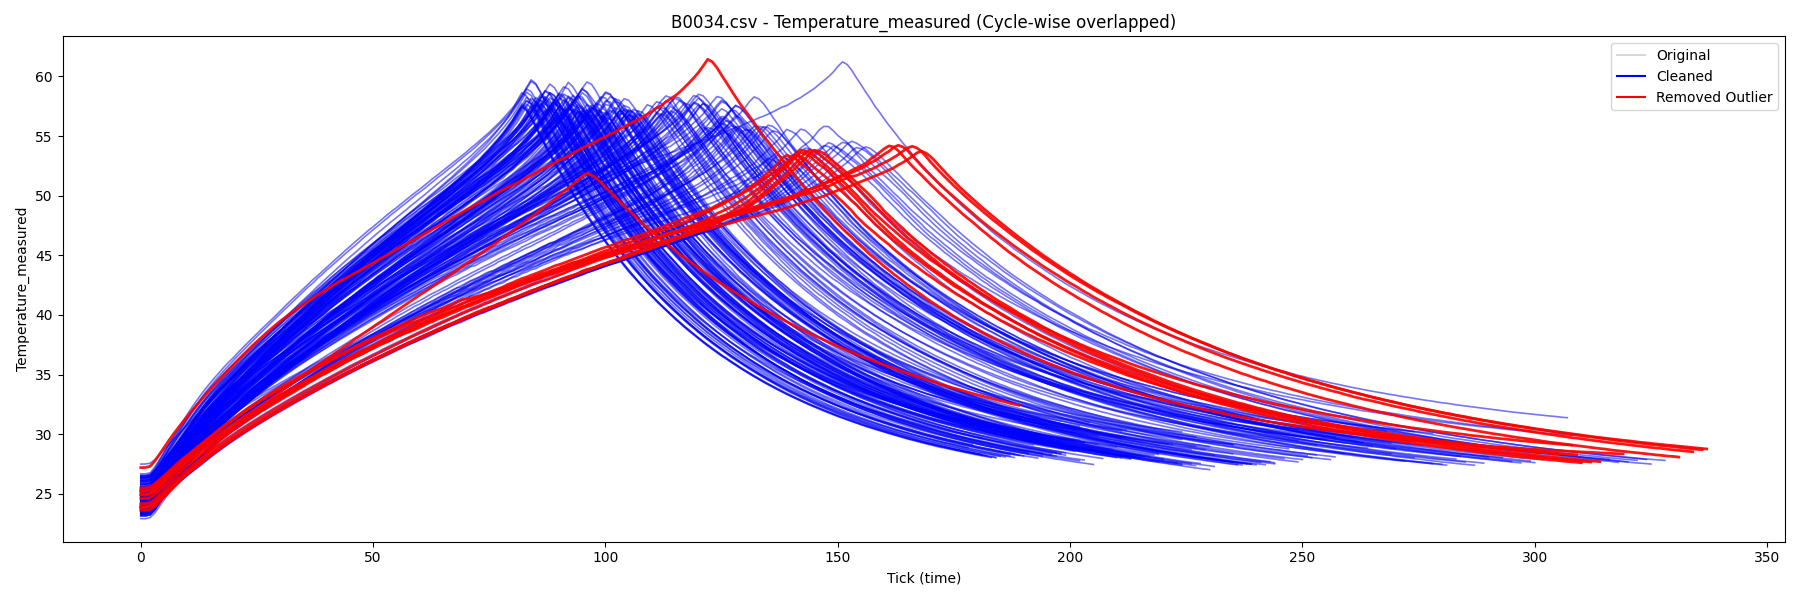 B0034.csv - Temperature_measured (Cycle-wise overlapped)
Original
Cleaned
Removed Outlier
Temperature_measured
60
55
50
45
40
35
30
25
0 50 100 150 200 250 300 350
Tick (time)